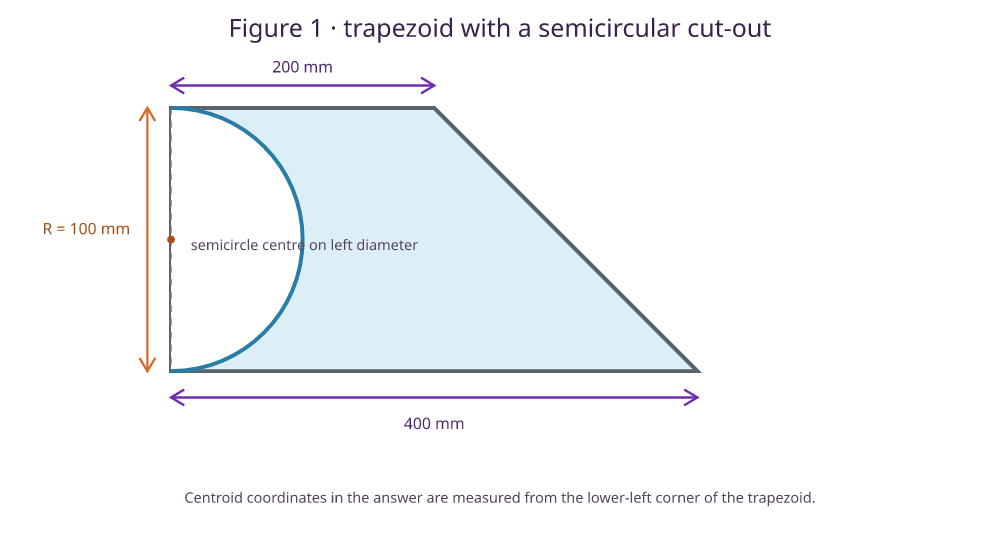 Figure 1 · trapezoid with a semicircular cut-out
200 mm
R = 100 mm
semicircle centre on left diameter
400 mm
Centroid coordinates in the answer are measured from the lower-left corner of the trapezoid.